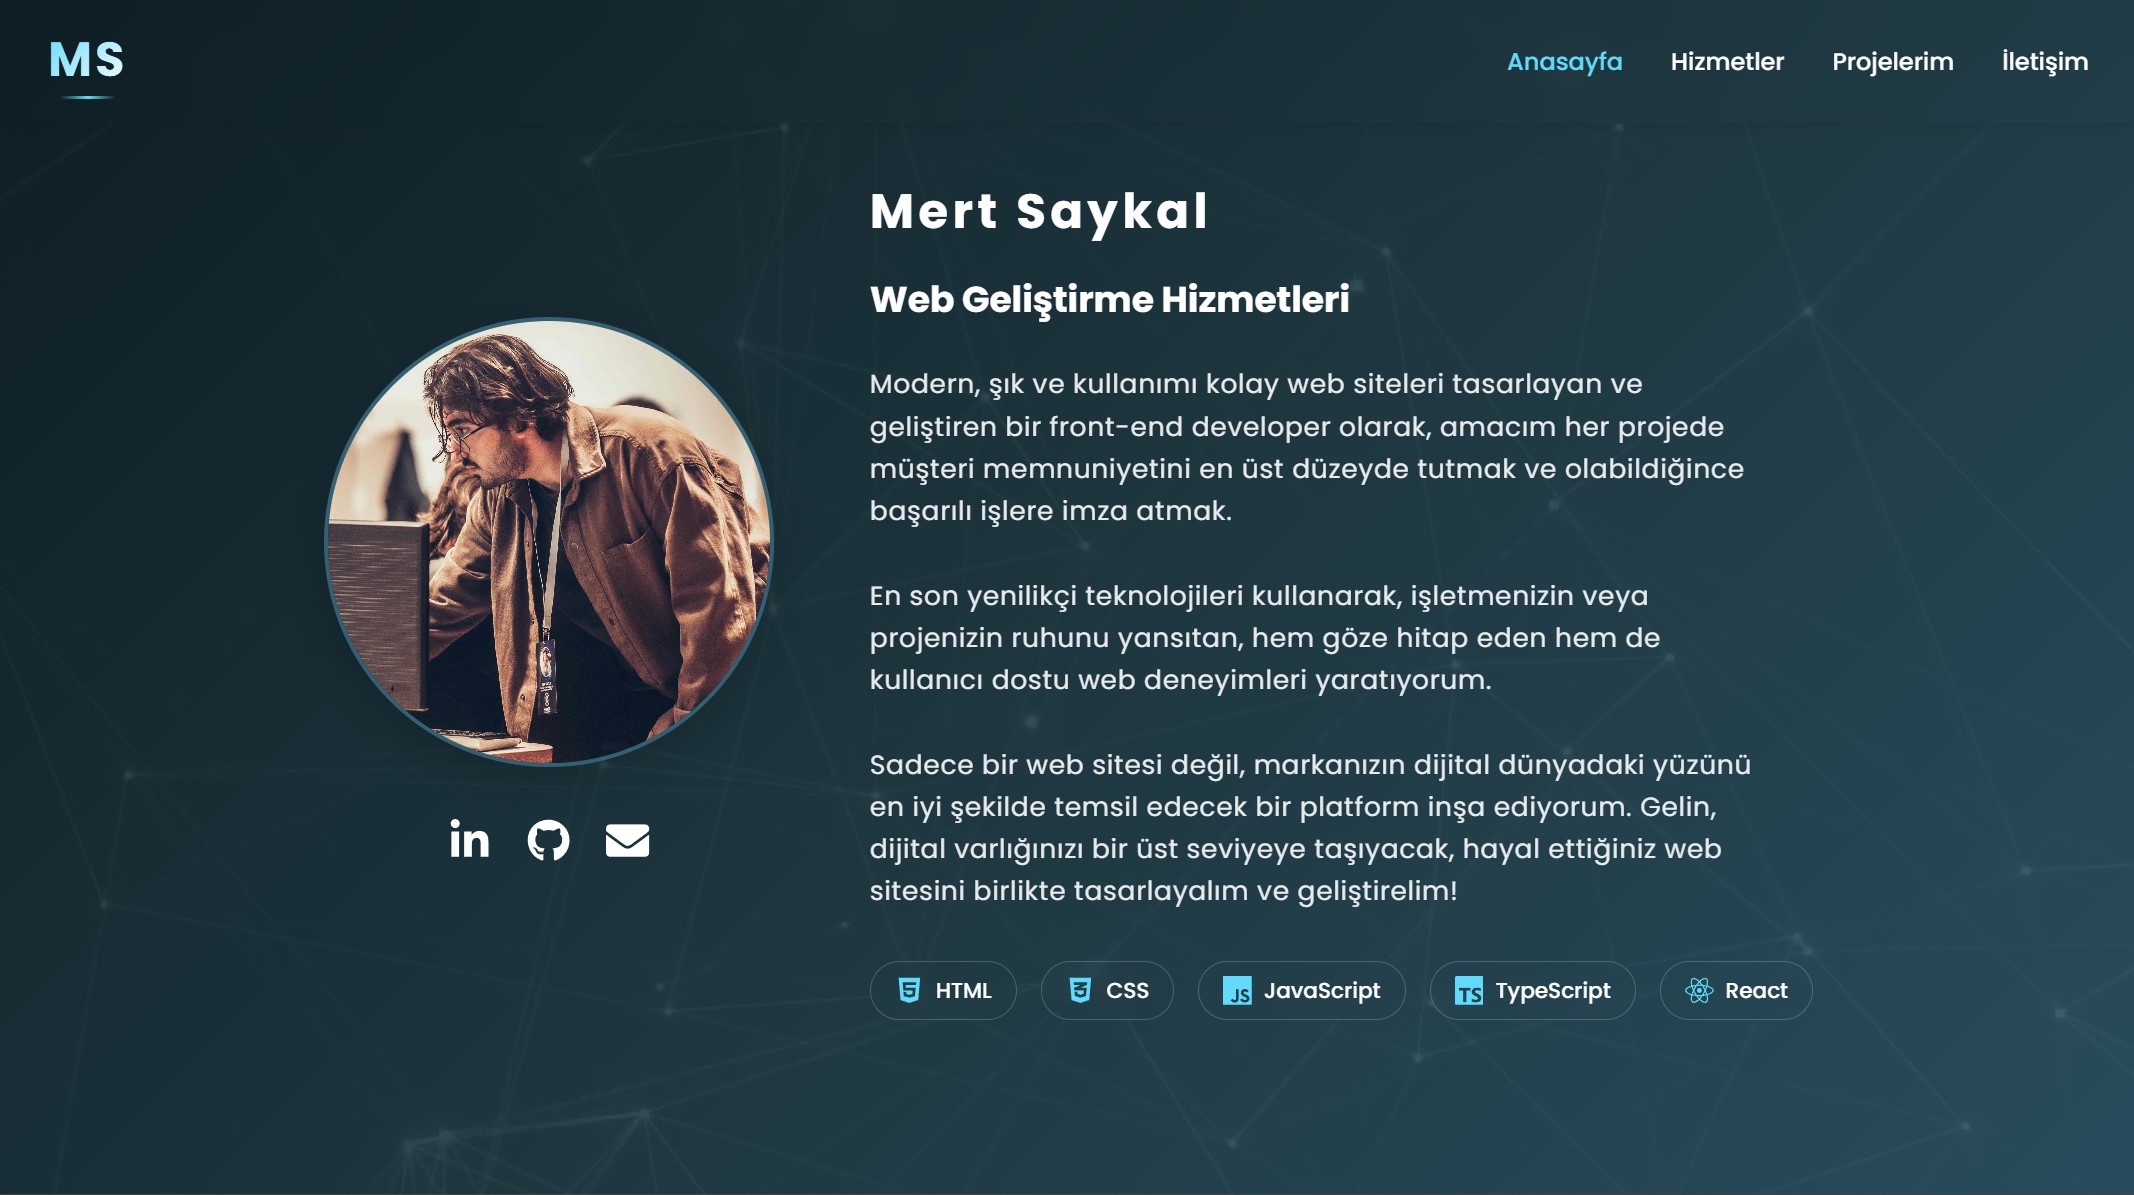 MS
Anasayfa
Hizmetler
Projelerim
İletişim
Mert Saykal
Web Geliştirme Hizmetleri
Modern, şık ve kullanımı kolay web siteleri tasarlayan ve
geliştiren bir front-end developer olarak, amacım her projede
müşteri memnuniyetini en üst düzeyde tutmak ve olabildiğince
başarılı işlere imza atmak.
En son yenilikçi teknolojileri kullanarak, işletmenizin veya
projenizin ruhunu yansıtan, hem göze hitap eden hem de
kullanıcı dostu web deneyimleri yaratıyorum.
Sadece bir web sitesi değil, markanızın dijital dünyadaki yüzünü
en iyi şekilde temsil edecek bir platform inşa ediyorum. Gelin,
dijital varlığınızı bir üst seviyeye taşıyacak, hayal ettiğiniz web
sitesini birlikte tasarlayalım ve geliştirelim!
HTML
CSS
JS JavaScript
TS TypeScript
React